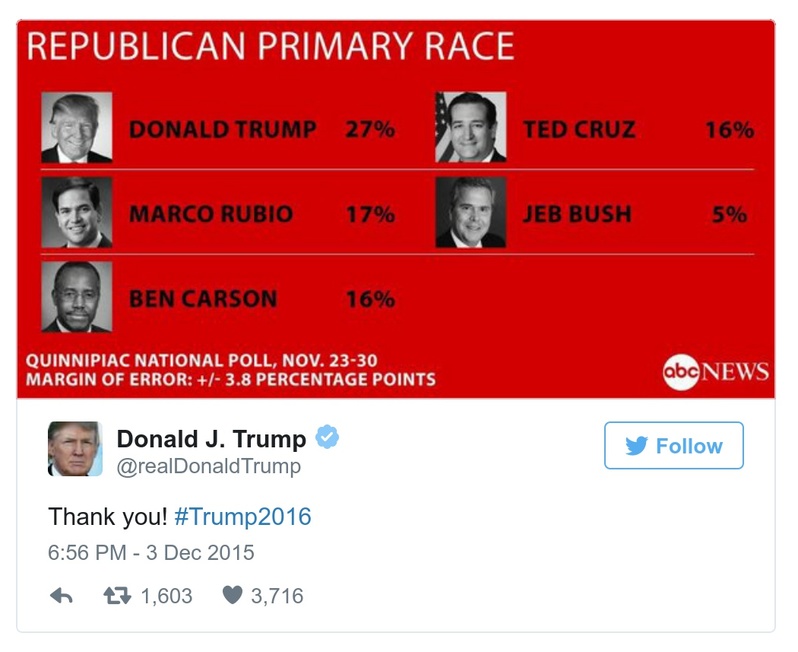 REPUBLICAN PRIMARY RACE
DONALD TRUMP 27%
TED CRUZ 16%
MARCO RUBIO 17%
JEB BUSH 5%
BEN CARSON 16%
QUINNIPIAC NATIONAL POLL, NOV. 23-30
MARGIN OF ERROR: +/- 3.8 PERCENTAGE POINTS
abc NEWS
Donald J. Trump
@realDonaldTrump
Follow
Thank you! #Trump2016
6:56 PM - 3 Dec 2015
1,603 3,716